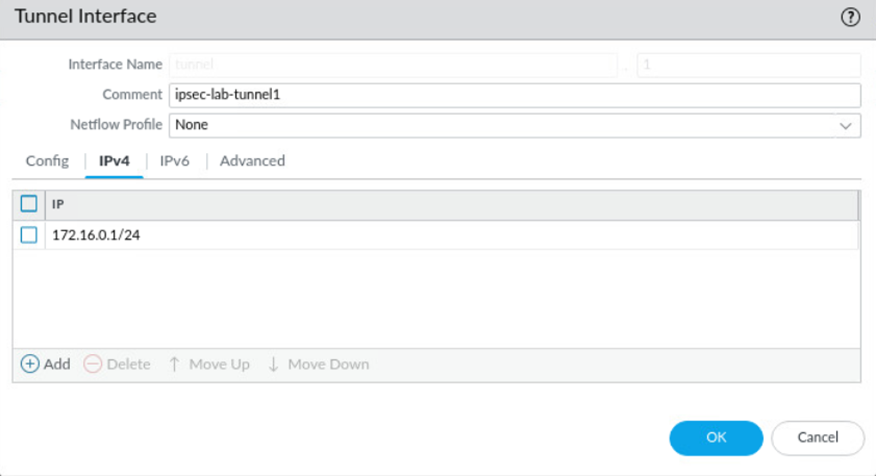 Tunnel Interface ?
Interface Name tunnel . 1
Comment ipsec-lab-tunnel1
Netflow Profile None
Config IPv4 IPv6 Advanced
IP
172.16.0.1/24
Add Delete Move Up Move Down
OK Cancel